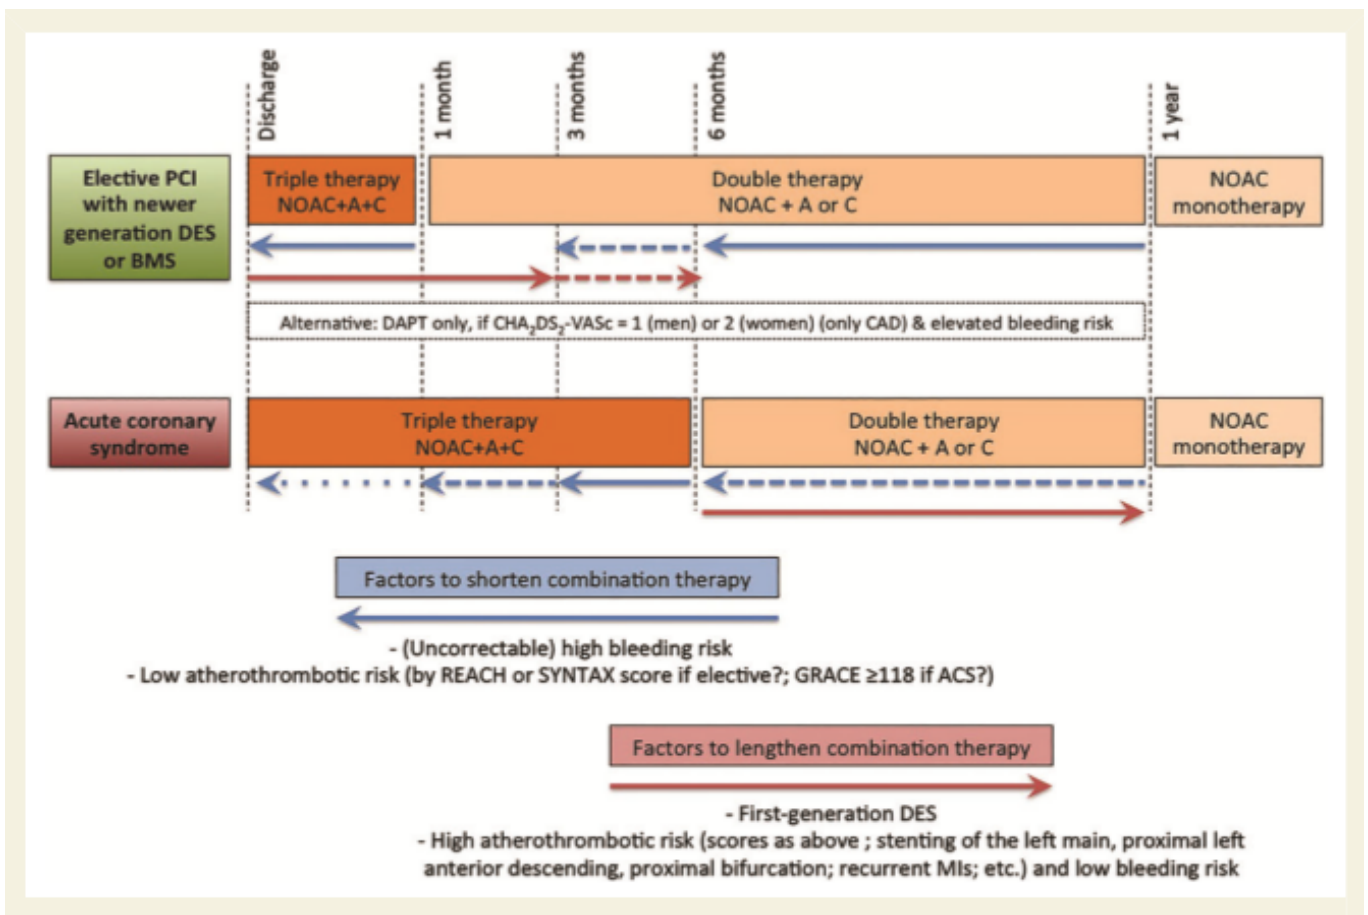 Discharge
1 month
3 months
6 months
1 year
Elective PCI
with newer
generation DES
or BMS
Triple therapy
NOAC+A+C
Double therapy
NOAC + A or C
NOAC
monotherapy
Alternative: DAPT only, if CHA₂DS₂-VASc = 1 (men) or 2 (women) (only CAD) & elevated bleeding risk
Acute coronary
syndrome
Triple therapy
NOAC+A+C
Double therapy
NOAC + A or C
NOAC
monotherapy
Factors to shorten combination therapy
- (Uncorrectable) high bleeding risk
- Low atherothrombotic risk (by REACH or SYNTAX score if elective?; GRACE ≥118 if ACS?)
Factors to lengthen combination therapy
- First-generation DES
- High atherothrombotic risk (scores as above ; stenting of the left main, proximal left
anterior descending, proximal bifurcation; recurrent MIs; etc.) and low bleeding risk